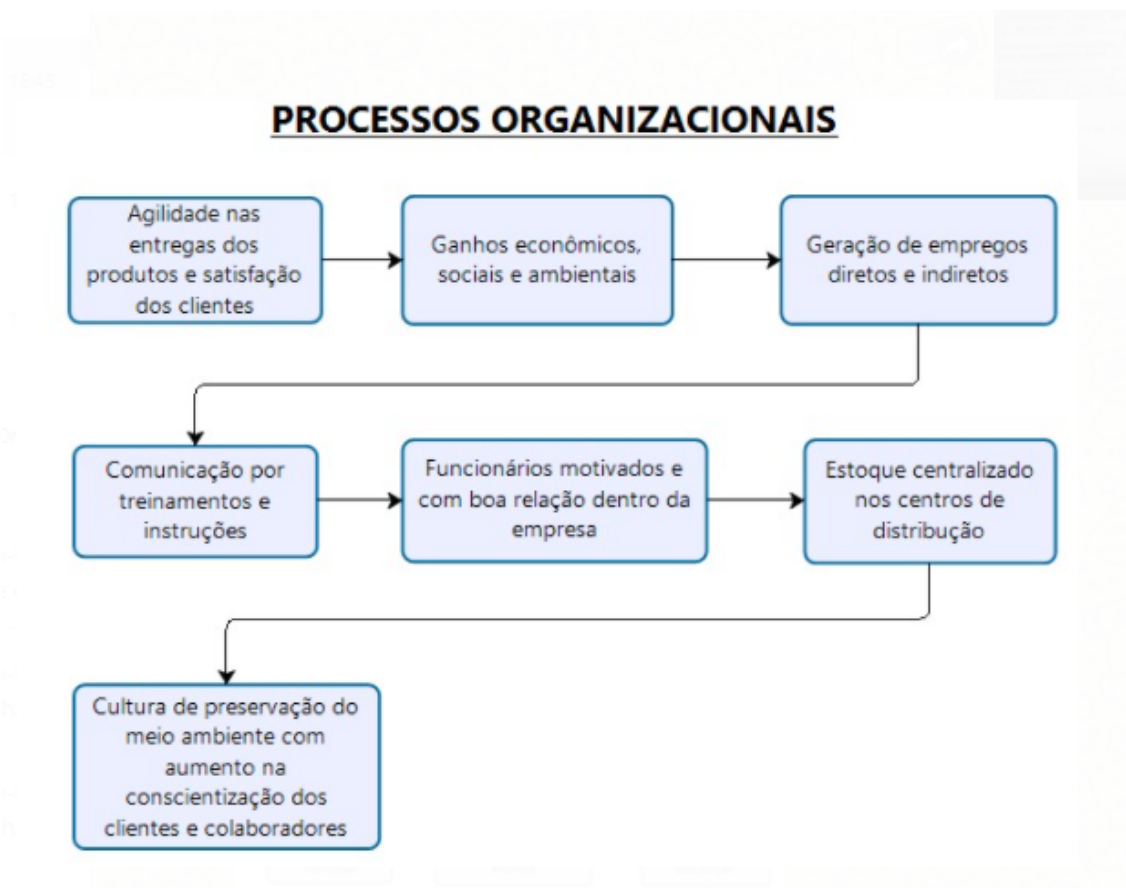 PROCESSOS ORGANIZACIONAIS
Agilidade nas
entregas dos
produtos e satisfação
dos clientes
Ganhos econômicos,
sociais e ambientais
Geração de empregos
diretos e indiretos
Comunicação por
treinamentos e
instruções
Funcionários motivados e
com boa relação dentro da
empresa
Estoque centralizado
nos centros de
distribução
Cultura de preservação do
meio ambiente com
aumento na
conscientização dos
clientes e colaboradores